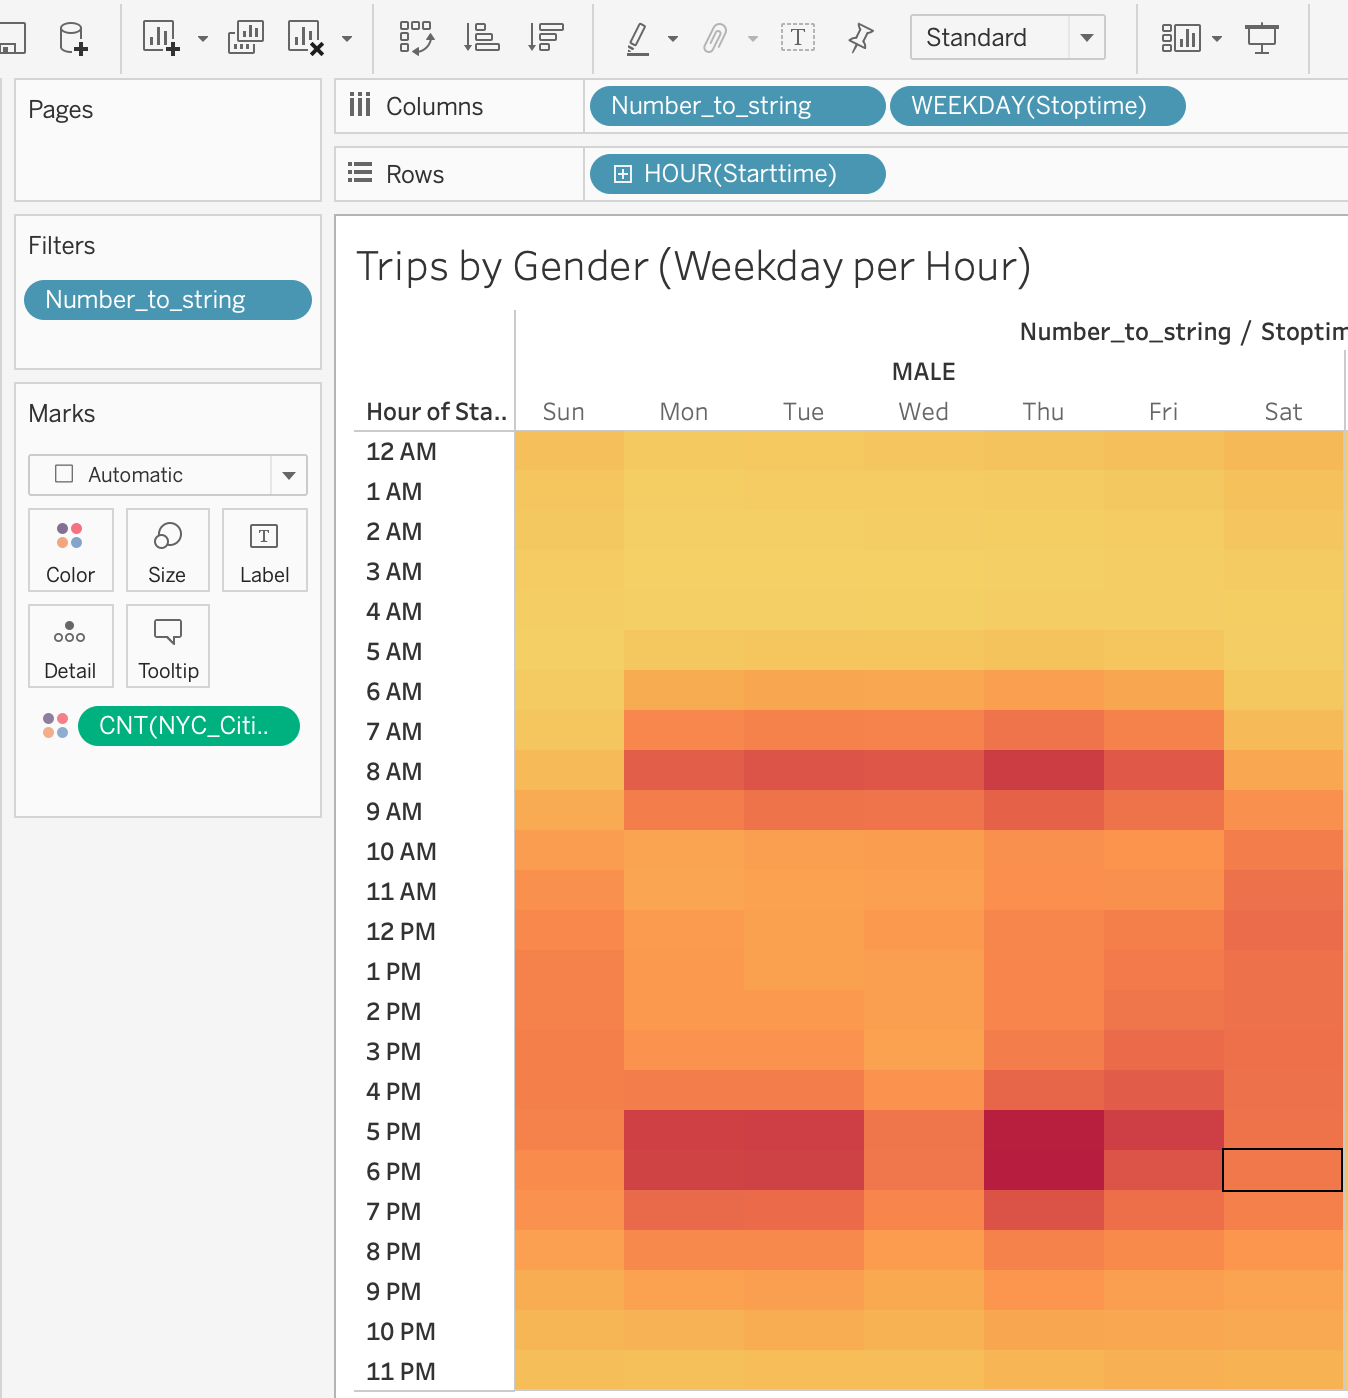 T
Standard
Pages
Columns
Number_to_string
WEEKDAY(Stoptime)
Rows
HOUR(Starttime)
Filters
Number_to_string
Marks
Automatic
Color
Size
T
Label
Detail
Tooltip
CNT(NYC_Citi..
Trips by Gender (Weekday per Hour)
Number_to_string / Stoptim
MALE
Hour of Sta.. Sun Mon Tue Wed Thu Fri Sat
12 AM
1 AM
2 AM
3 AM
4 AM
5 AM
6 AM
7 AM
8 AM
9 AM
10 AM
11 AM
12 PM
1 PM
2 PM
3 PM
4 PM
5 PM
6 PM
7 PM
8 PM
9 PM
10 PM
11 PM